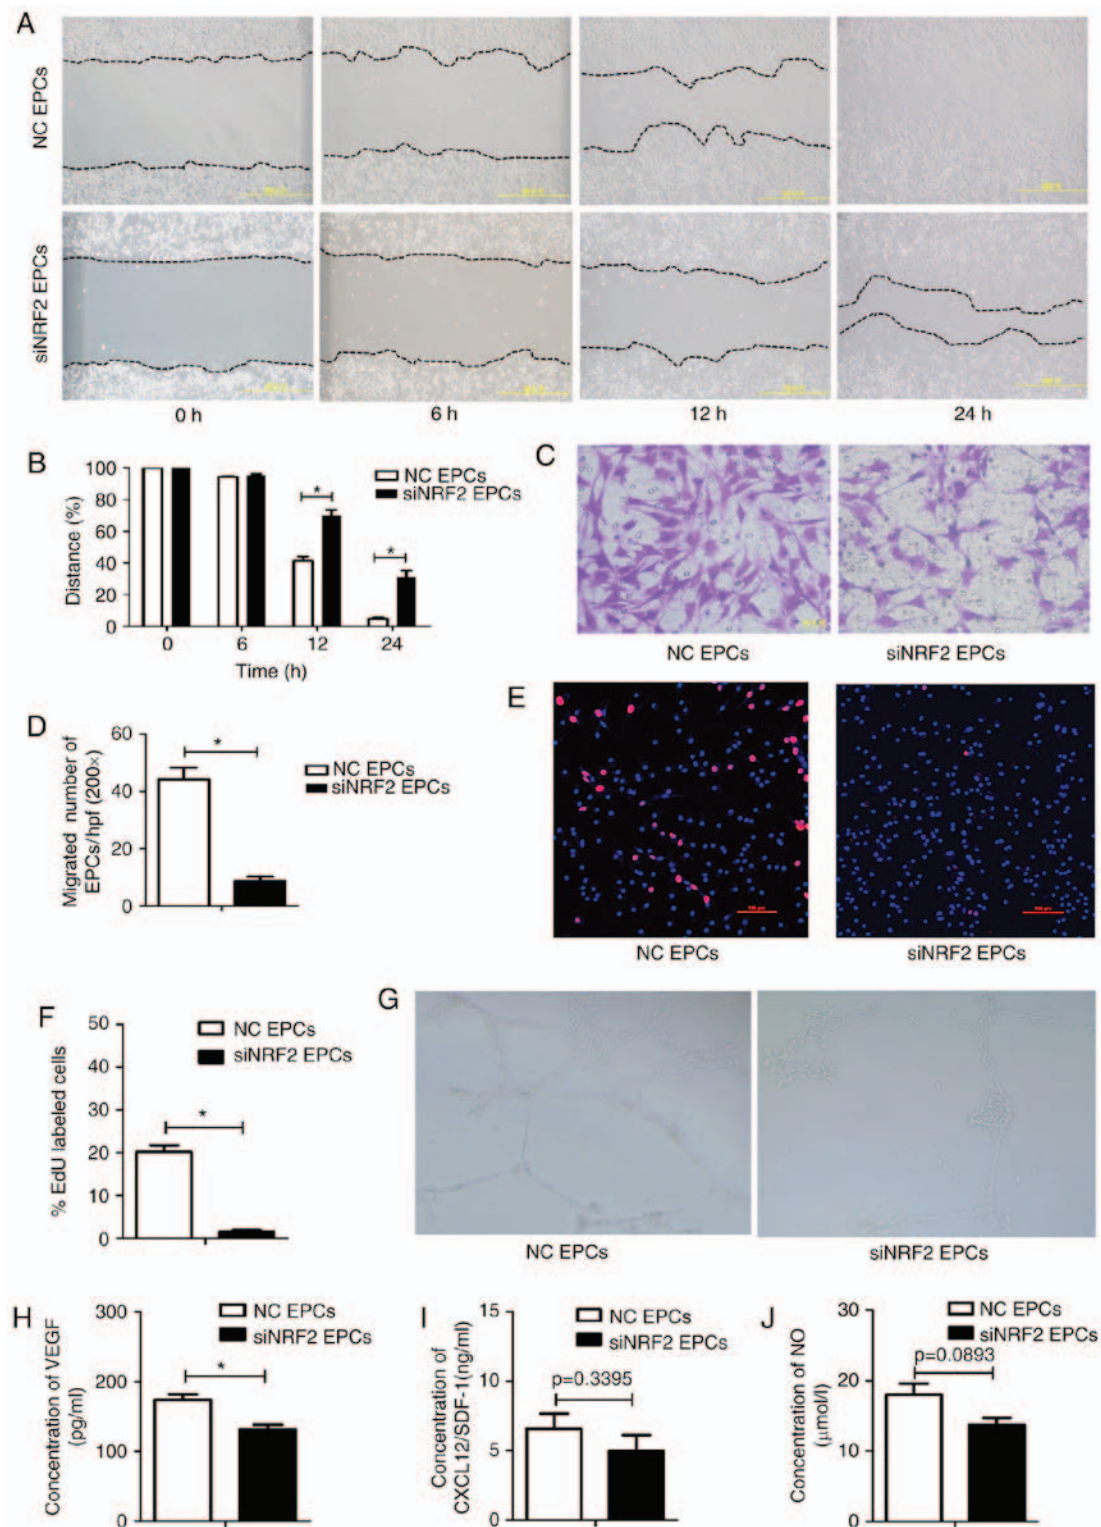 A
NC EPCs
siNRF2 EPCs
0 h
6 h
12 h
24 h
B
Distance (%)
100
80
60
40
20
0
NC EPCs
siNRF2 EPCs
*
*
0
6
12
24
Time (h)
C
NC EPCs
siNRF2 EPCs
D
Migrated number of
EPCs/hpf (200×)
60
40
20
0
*
NC EPCs
siNRF2 EPCs
E
NC EPCs
siNRF2 EPCs
F
% EdU labeled cells
50
40
30
20
10
0
NC EPCs
siNRF2 EPCs
*
G
NC EPCs
siNRF2 EPCs
H
Concentration of VEGF
(pg/ml)
300
200
100
0
NC EPCs
siNRF2 EPCs
*
I
Concentration of
CXCL12/SDF-1(ng/ml)
15
10
5
0
NC EPCs
siNRF2 EPCs
p=0.3395
J
Concentration of NO
(μmol/l)
30
20
10
0
NC EPCs
siNRF2 EPCs
p=0.0893